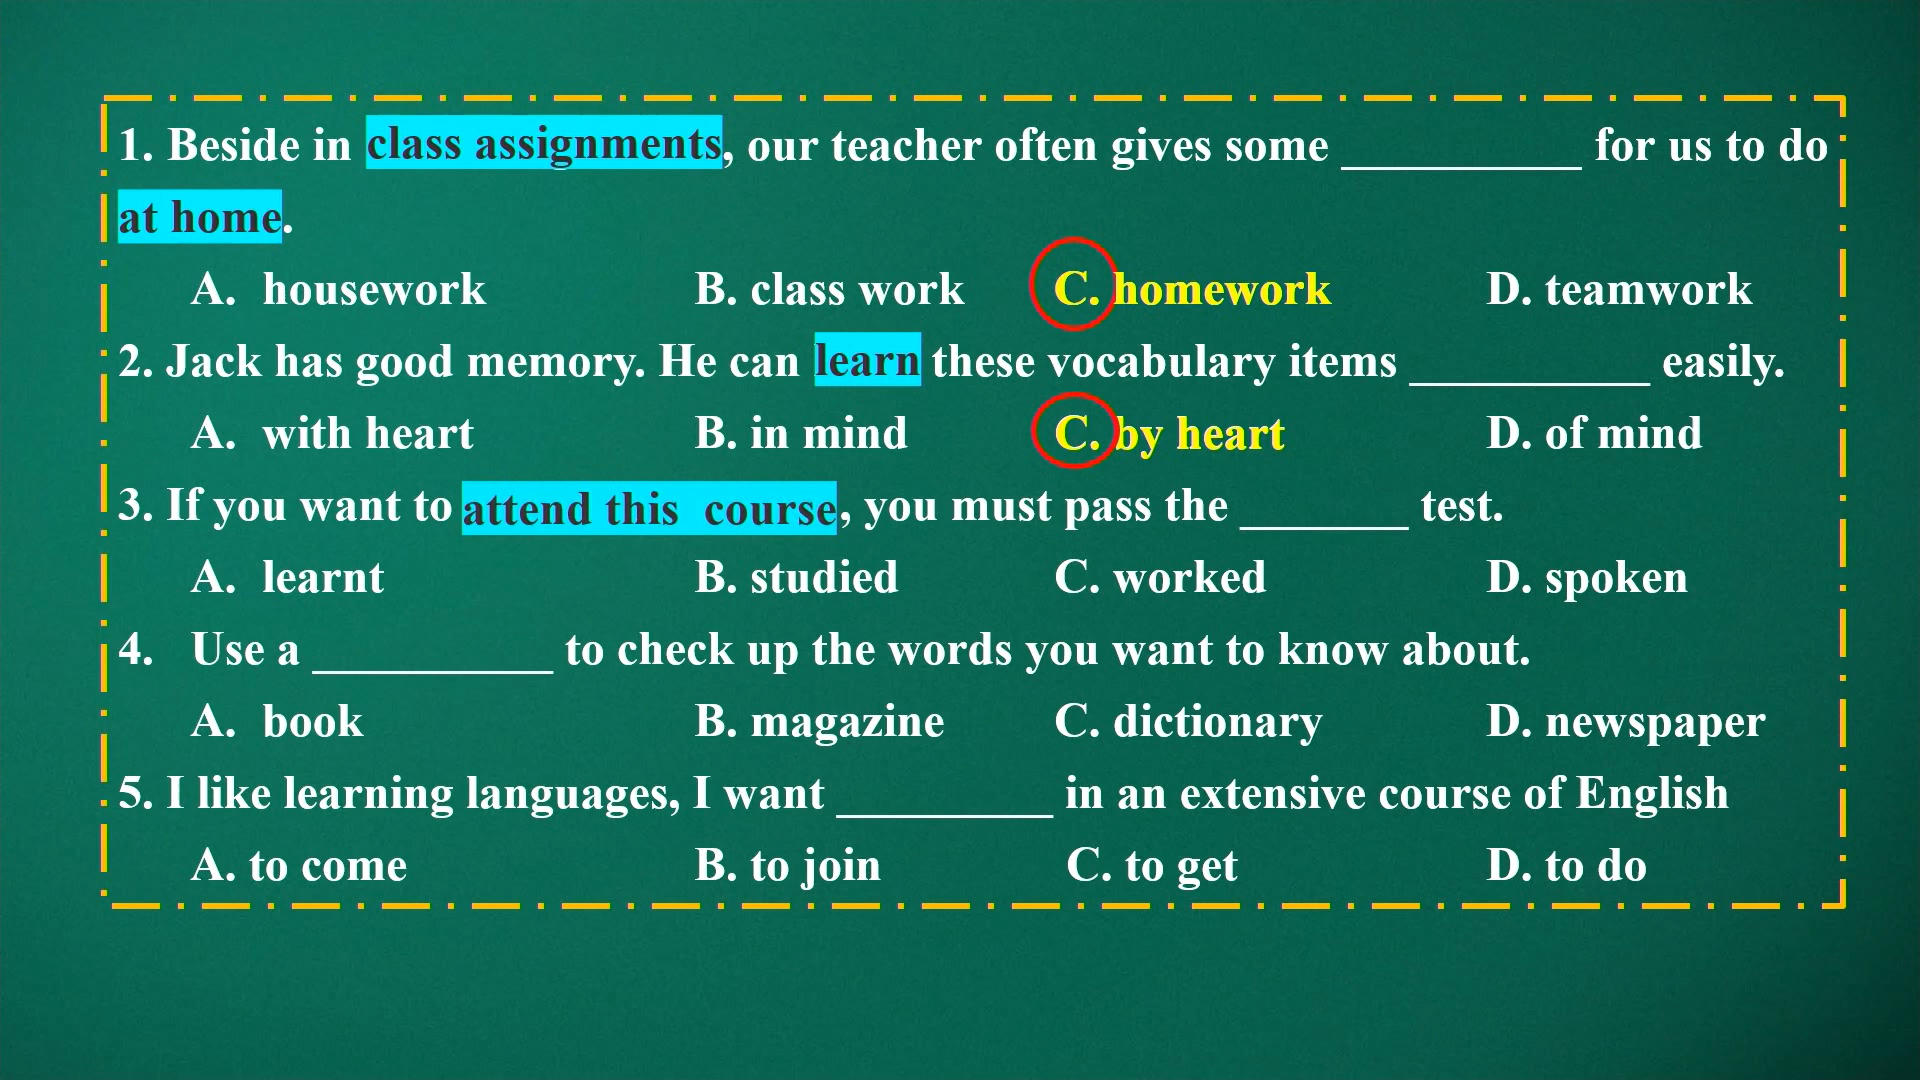 1. Beside in class assignments, our teacher often gives some __________ for us to do
at home.
A. housework B. class work C. homework D. teamwork
2. Jack has good memory. He can learn these vocabulary items __________ easily.
A. with heart B. in mind C. by heart D. of mind
3. If you want to attend this course, you must pass the _______ test.
A. learnt B. studied C. worked D. spoken
4. Use a __________ to check up the words you want to know about.
A. book B. magazine C. dictionary D. newspaper
5. I like learning languages, I want _________ in an extensive course of English
A. to come B. to join C. to get D. to do